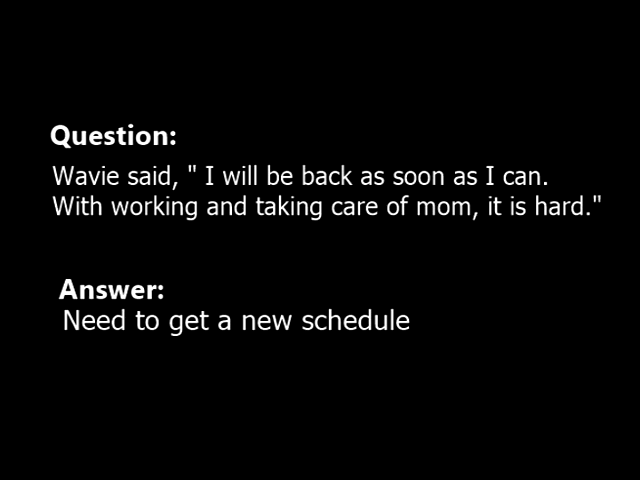 Question:
Wavie said, " I will be back as soon as I can.
With working and taking care of mom, it is hard."
Answer:
Need to get a new schedule